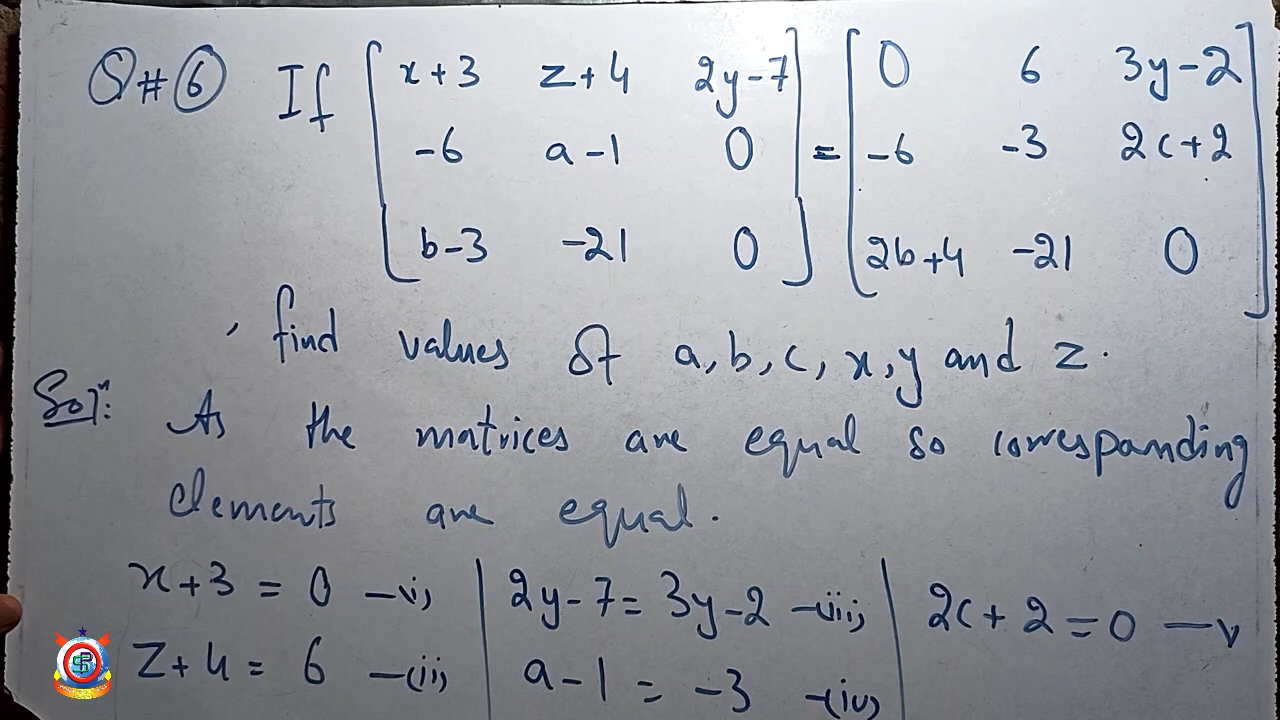 Q # 6 If [ x+3 z+4 2y-7 ] = [ 0 6 3y-2 ]
-6 a-1 0 -6 -3 2c+2
b-3 -21 0 2b+4 -21 0
, find values of a, b, c, x, y and z.
Solⁿ: As the matrices are equal so corresponding
elements are equal.
x+3 = 0 —(i) | 2y-7 = 3y-2 —(iii) | 2c+2 = 0 —v
z+4 = 6 —(ii) | a-1 = -3 —(iv)